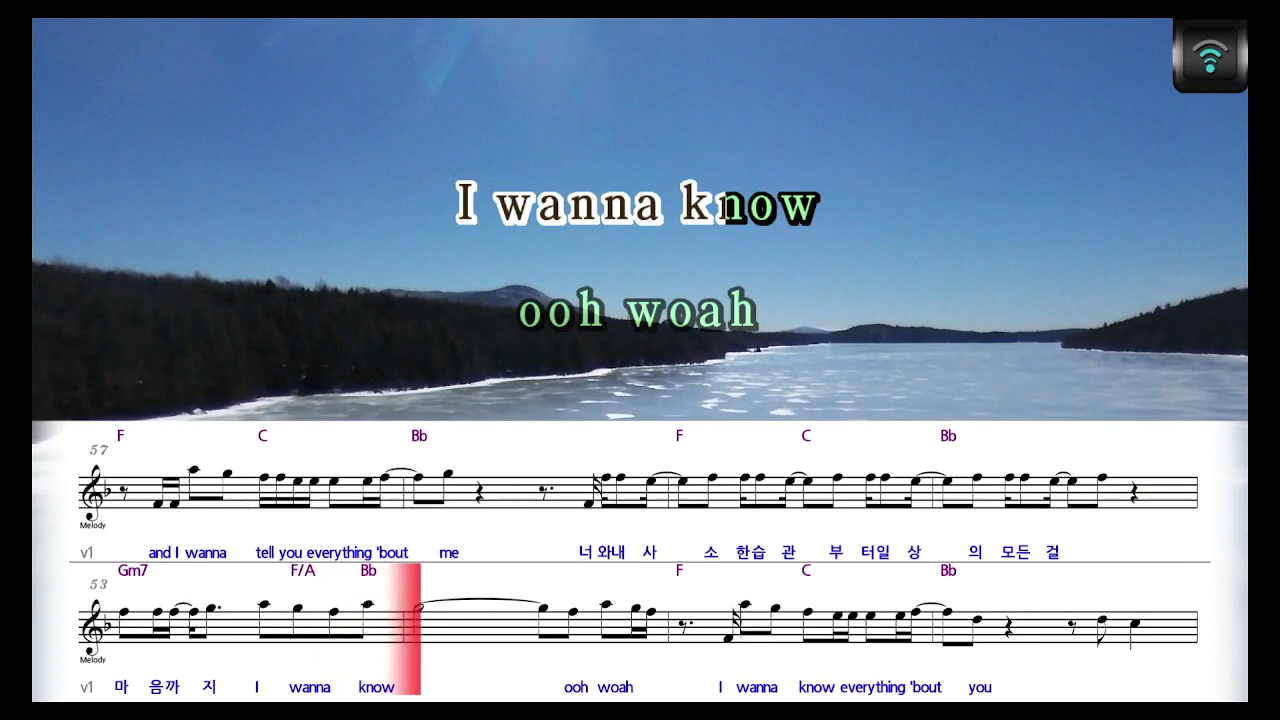 I wanna know
ooh woah
F C Bb F C Bb
57
Melody
v1 and I wanna tell you everything 'bout me 너 와내 사 소 한습 관 부 터일 상 의 모든 걸
Gm7 F/A Bb F C Bb
53
Melody
v1 마 음까 지 I wanna know ooh woah I wanna know everything 'bout you